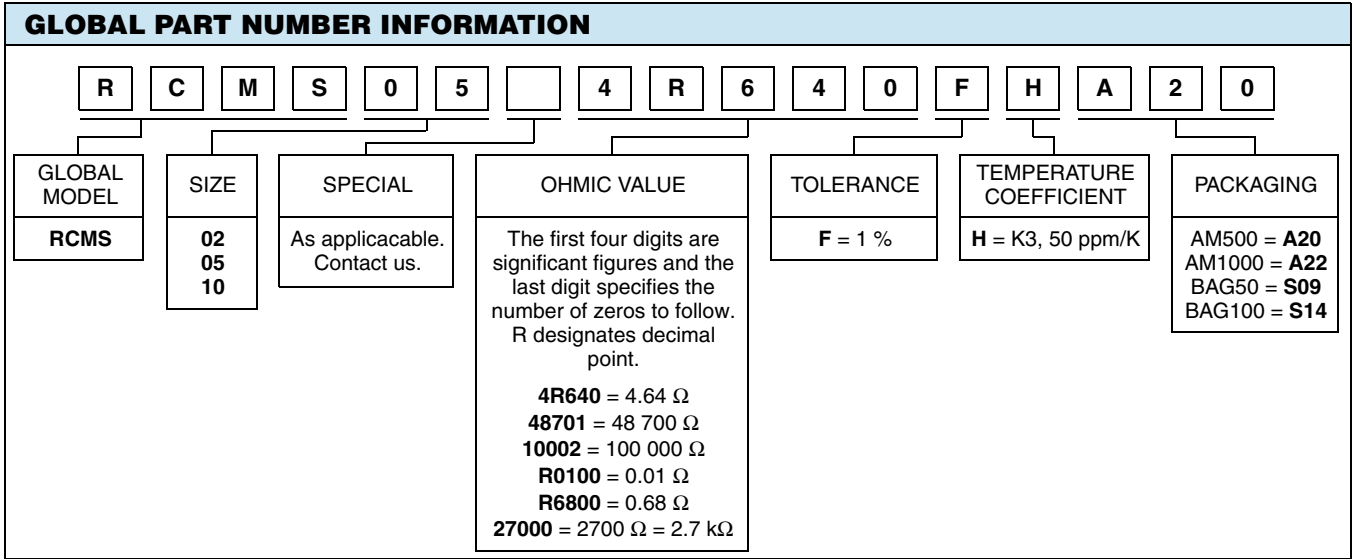 GLOBAL PART NUMBER INFORMATION
R C M S 0 5 4 R 6 4 0 F H A 2 0
GLOBAL
MODEL
RCMS
SIZE
02
05
10
SPECIAL
As applicacable.
Contact us.
OHMIC VALUE
The first four digits are
significant figures and the
last digit specifies the
number of zeros to follow.
R designates decimal
point.
4R640 = 4.64 Ω
48701 = 48 700 Ω
10002 = 100 000 Ω
R0100 = 0.01 Ω
R6800 = 0.68 Ω
27000 = 2700 Ω = 2.7 kΩ
TOLERANCE
F = 1 %
TEMPERATURE
COEFFICIENT
H = K3, 50 ppm/K
PACKAGING
AM500 = A20
AM1000 = A22
BAG50 = S09
BAG100 = S14